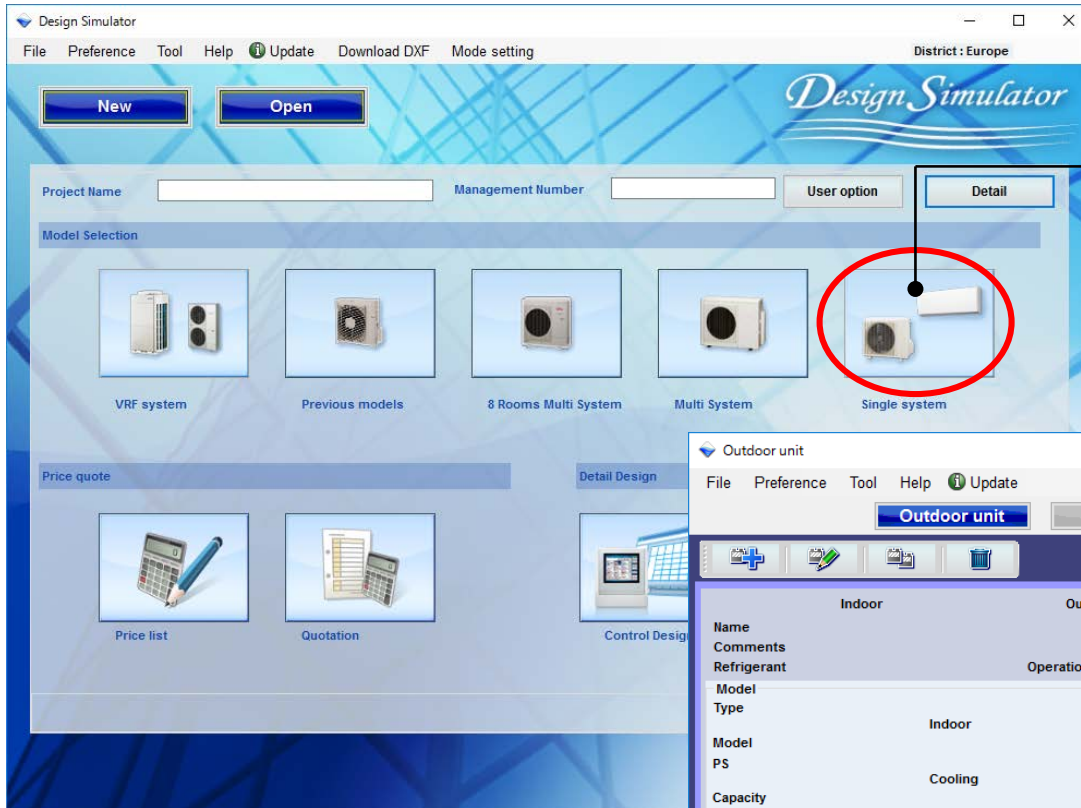 Design Simulator
File Preference Tool Help Update Download DXF Mode setting District : Europe
New Open Design Simulator
Project Name Management Number User option Detail
Model Selection
VRF system Previous models 8 Rooms Multi System Multi System Single system
Price quote Detail Design
Price list Quotation Control Desig
Outdoor unit
File Preference Tool Help Update
Outdoor unit
Indoor Ou
Name
Comments
Refrigerant Operatio
Model
Type
Indoor
Model
PS
Cooling
Capacity